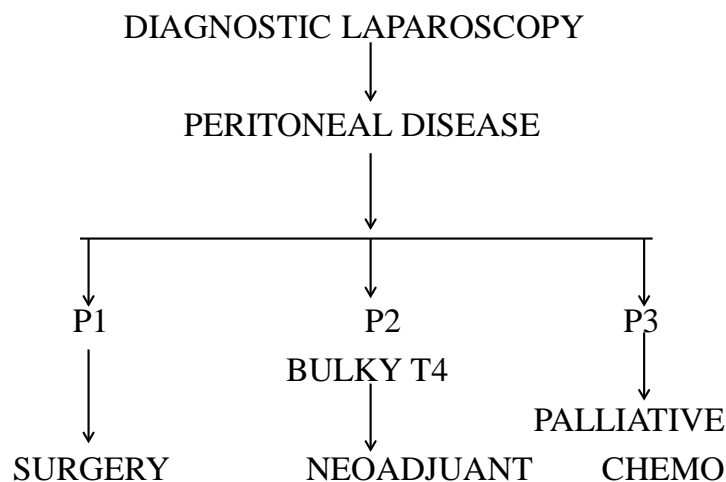 DIAGNOSTIC LAPAROSCOPY
PERITONEAL DISEASE
P1 P2 P3
BULKY T4
PALLIATIVE
SURGERY NEOADJUANT CHEMO